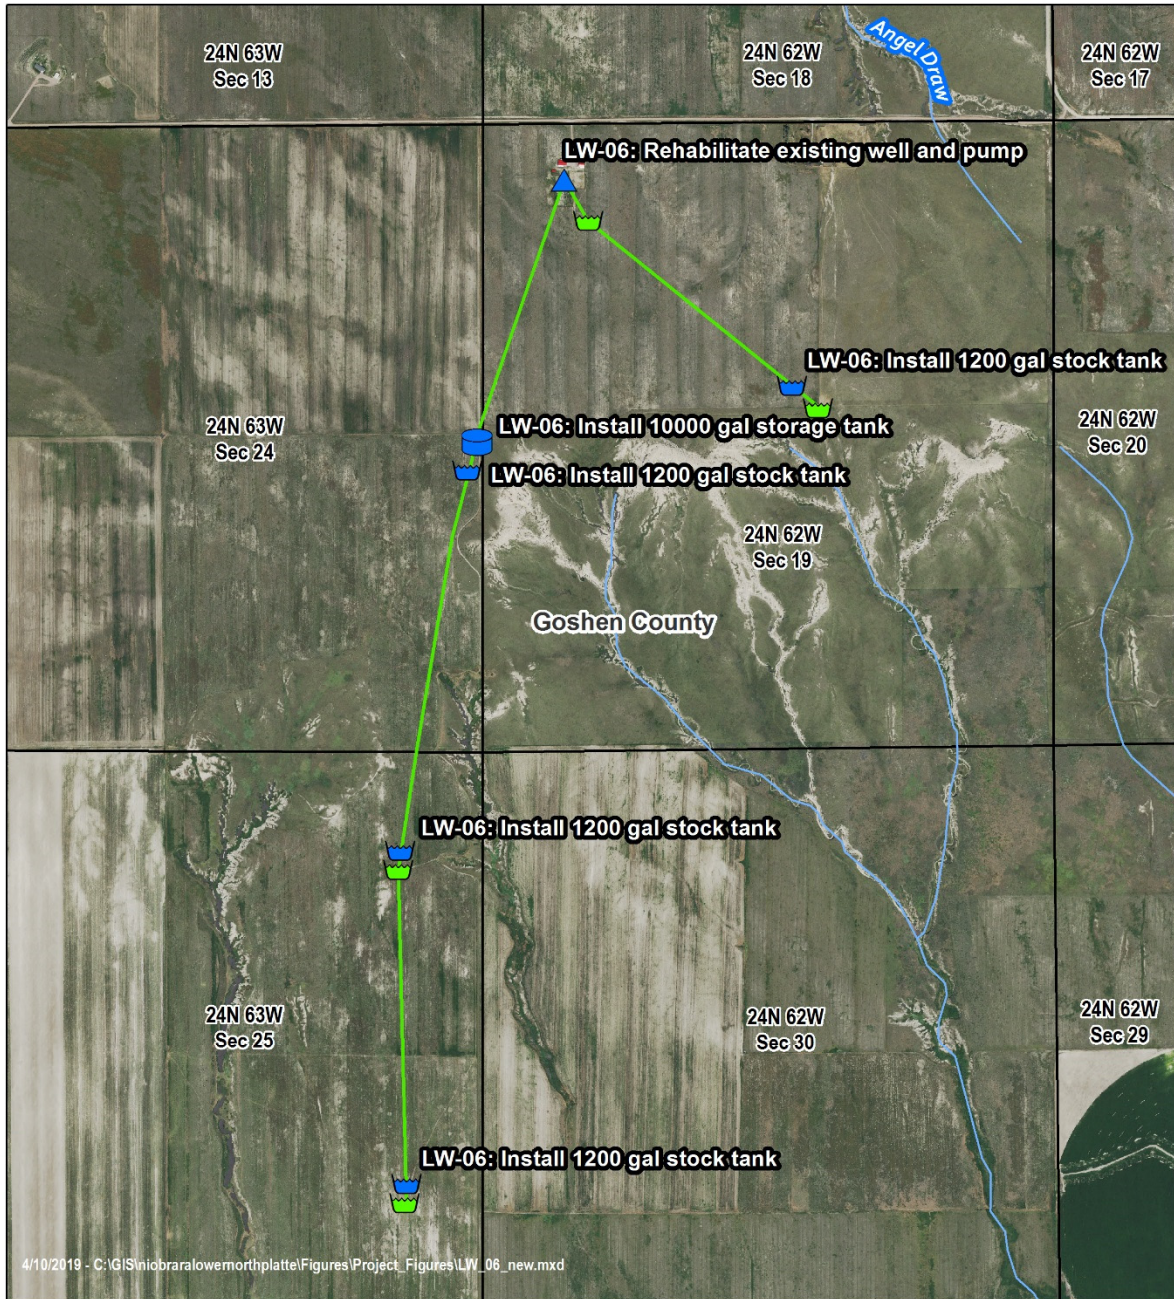 24N 63W
Sec 13
24N 62W
Sec 18
Angel Draw
24N 62W
Sec 17
LW-06: Rehabilitate existing well and pump
LW-06: Install 1200 gal stock tank
24N 63W
Sec 24
LW-06: Install 10000 gal storage tank
24N 62W
Sec 20
LW-06: Install 1200 gal stock tank
24N 62W
Sec 19
Goshen County
LW-06: Install 1200 gal stock tank
24N 63W
Sec 25
24N 62W
Sec 30
24N 62W
Sec 29
LW-06: Install 1200 gal stock tank
4/10/2019 - C:\GIS\niobraralowernorthplatte\Figures\Project_Figures\LW_06_new.mxd